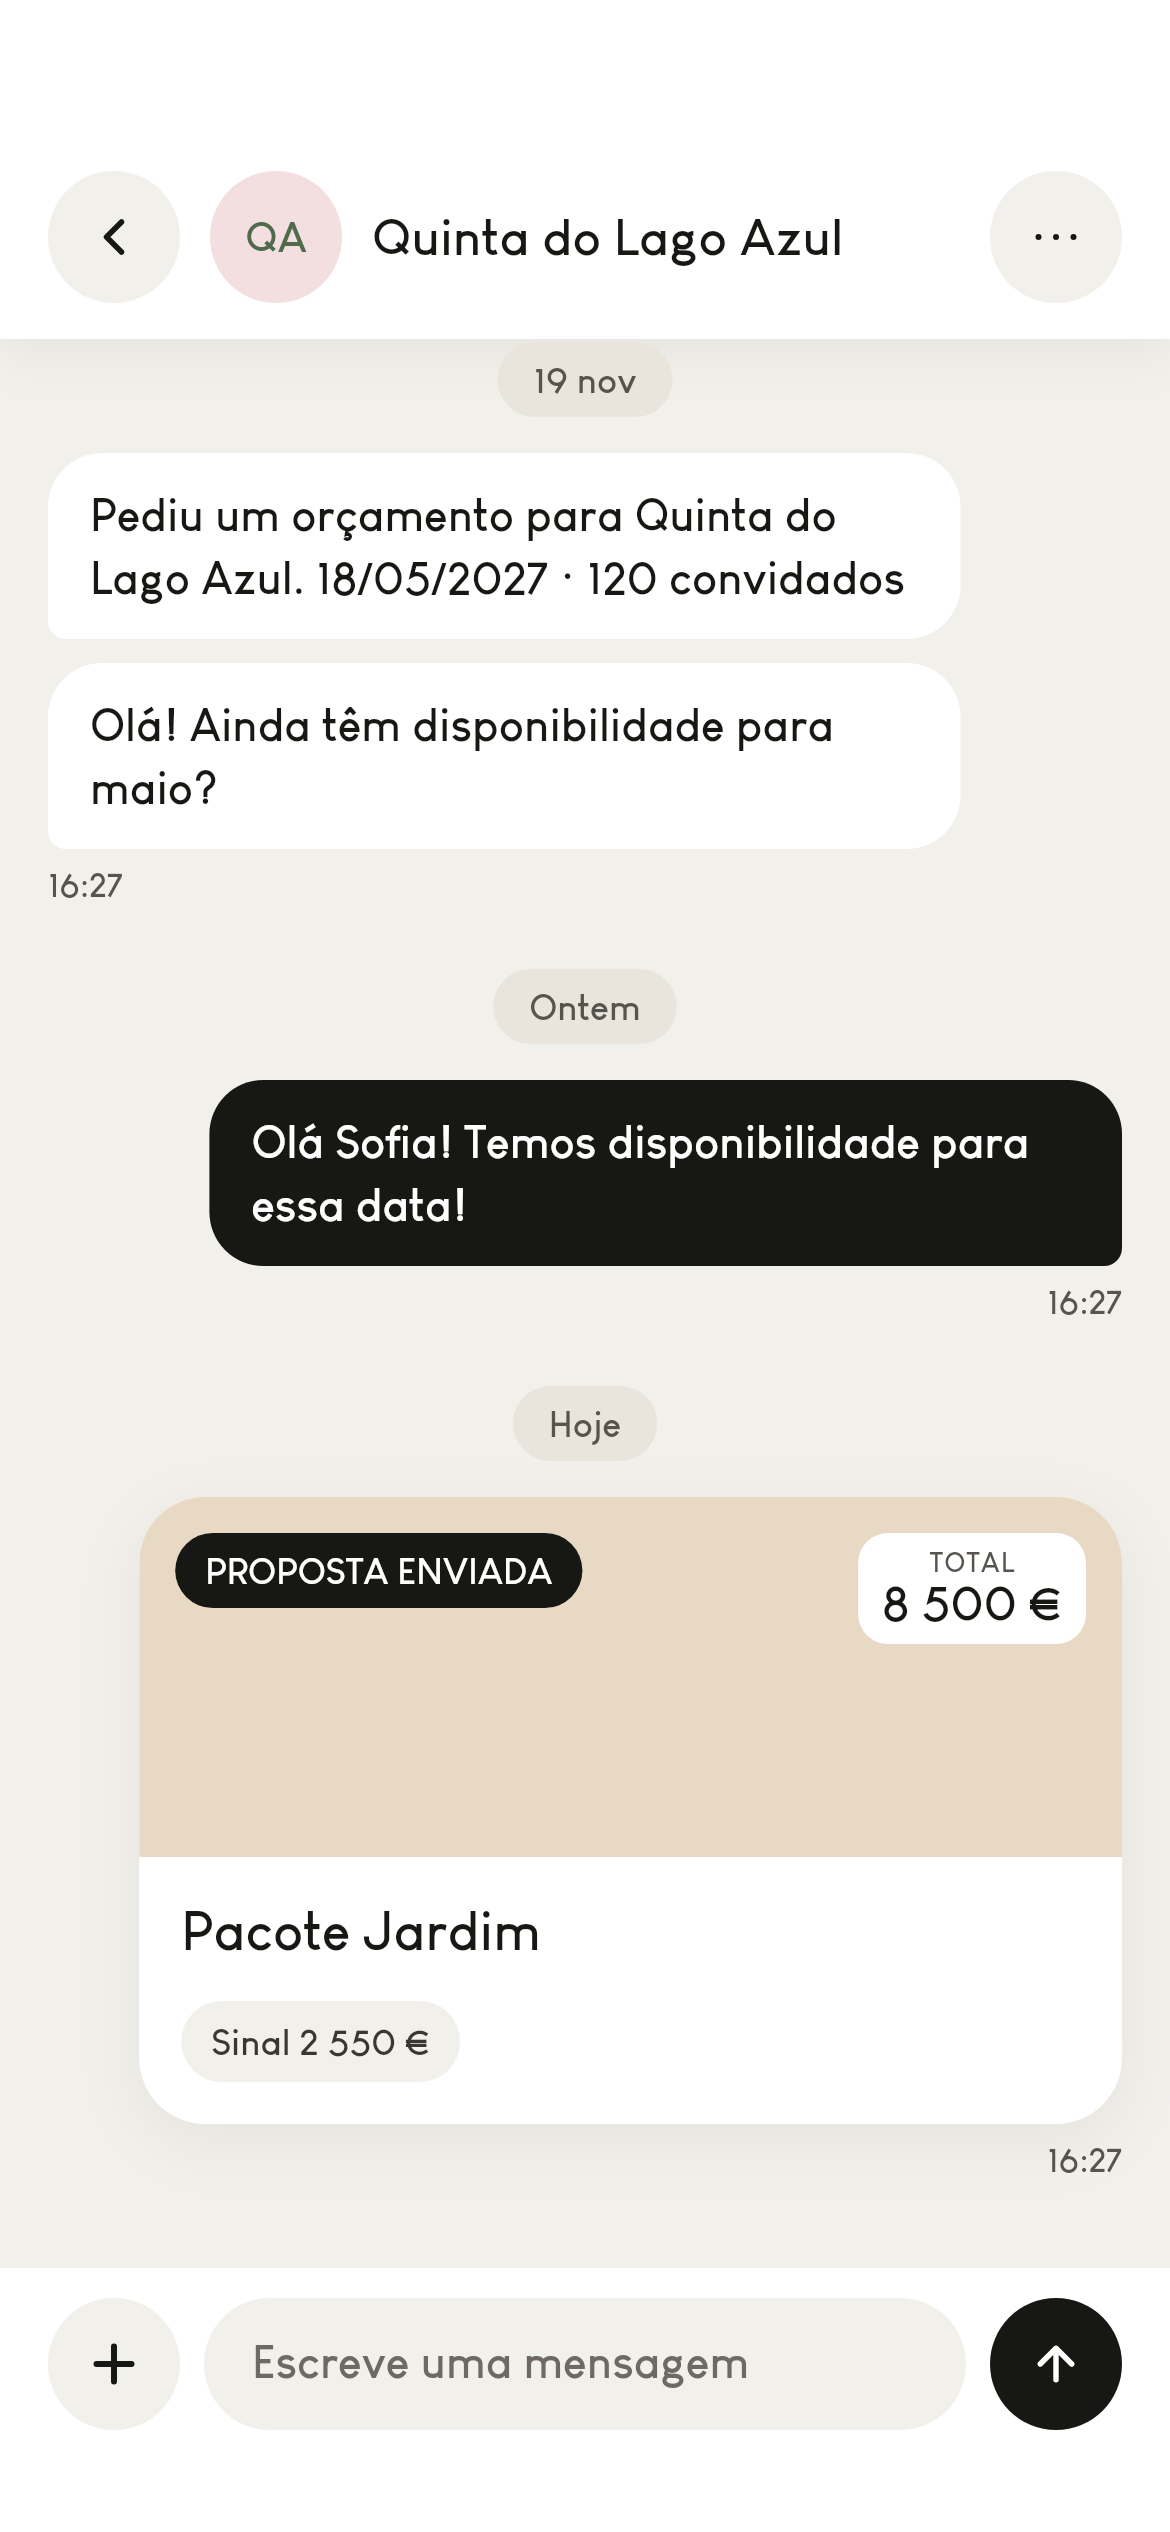 QA
Quinta do Lago Azul
19 nov
Pediu um orçamento para Quinta do
Lago Azul. 18/05/2027 · 120 convidados
Olá! Ainda têm disponibilidade para
maio?
16:27
Ontem
Olá Sofia! Temos disponibilidade para
essa data!
16:27
Hoje
PROPOSTA ENVIADA
TOTAL
8 500 €
Pacote Jardim
Sinal 2 550 €
16:27
Escreve uma mensagem